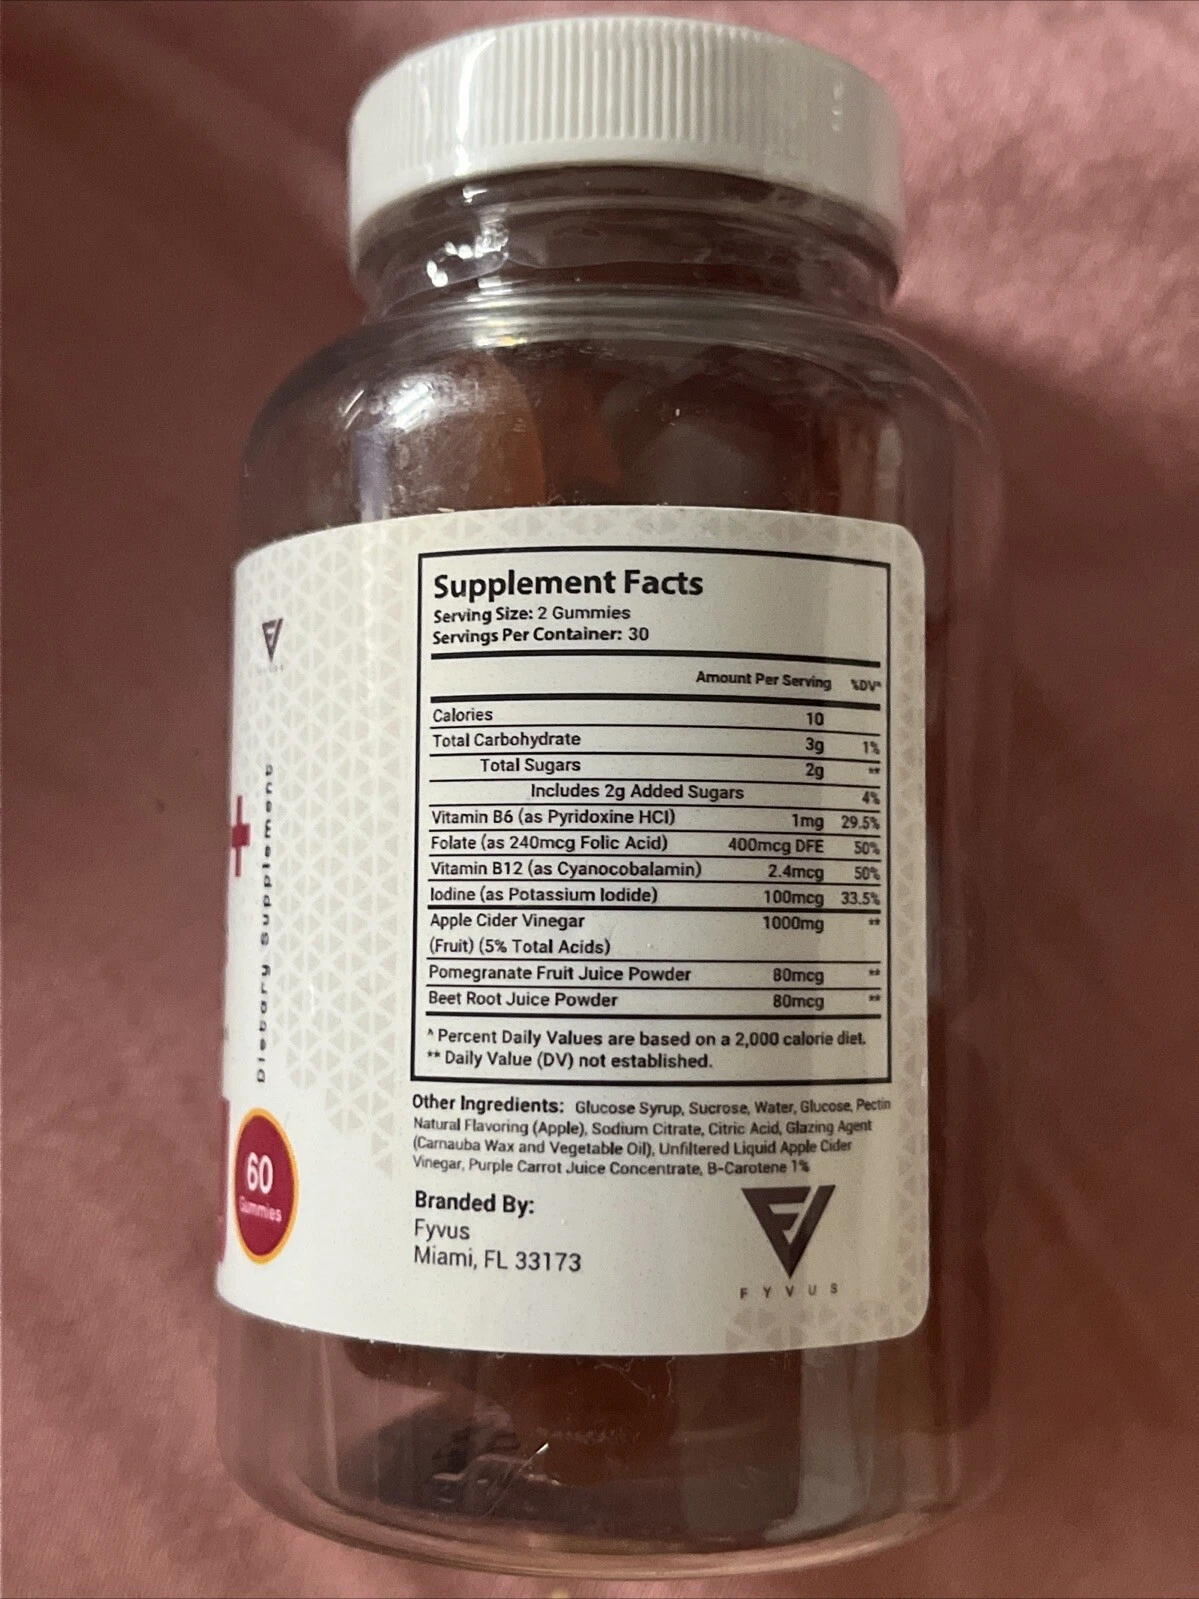 Supplement Facts
Serving Size: 2 Gummies
Servings Per Container: 30
Amount Per Serving %DV^
Calories 10
Total Carbohydrate 3g 1%
Total Sugars 2g **
Includes 2g Added Sugars 4%
Vitamin B6 (as Pyridoxine HCI) 1mg 29.5%
Folate (as 240mcg Folic Acid) 400mcg DFE 50%
Vitamin B12 (as Cyanocobalamin) 2.4mcg 50%
Iodine (as Potassium Iodide) 100mcg 33.5%
Apple Cider Vinegar 1000mg **
(Fruit) (5% Total Acids)
Pomegranate Fruit Juice Powder 80mcg **
Beet Root Juice Powder 80mcg **
^ Percent Daily Values are based on a 2,000 calorie diet.
** Daily Value (DV) not established.
Other Ingredients: Glucose Syrup, Sucrose, Water, Glucose, Pectin
Natural Flavoring (Apple), Sodium Citrate, Citric Acid, Glazing Agent
(Carnauba Wax and Vegetable Oil), Unfiltered Liquid Apple Cider
Vinegar, Purple Carrot Juice Concentrate, B-Carotene 1%
Branded By:
Fyvus
Miami, FL 33173
FYVUS
Dietary Supplement
60
Gummies